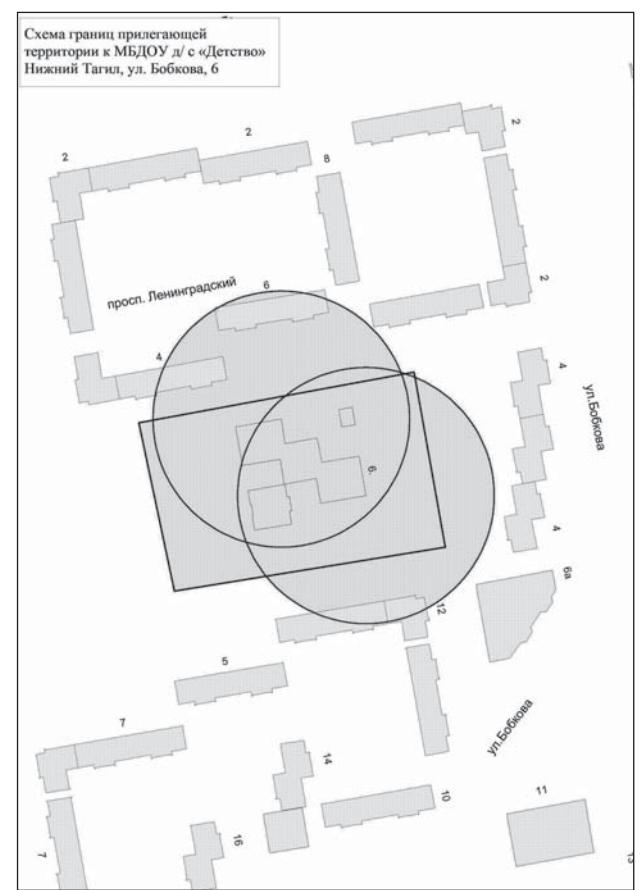 Схема границ прилегающей
территории к МБДОУ д/ с «Детство»
Нижний Тагил, ул. Бобкова, 6
2
2
2
8
просп. Ленинградский
6
2
4
4
ул.Бобкова
6.
4
6а
12
5
ул.Бобкова
7
14
10
11
16
7
13